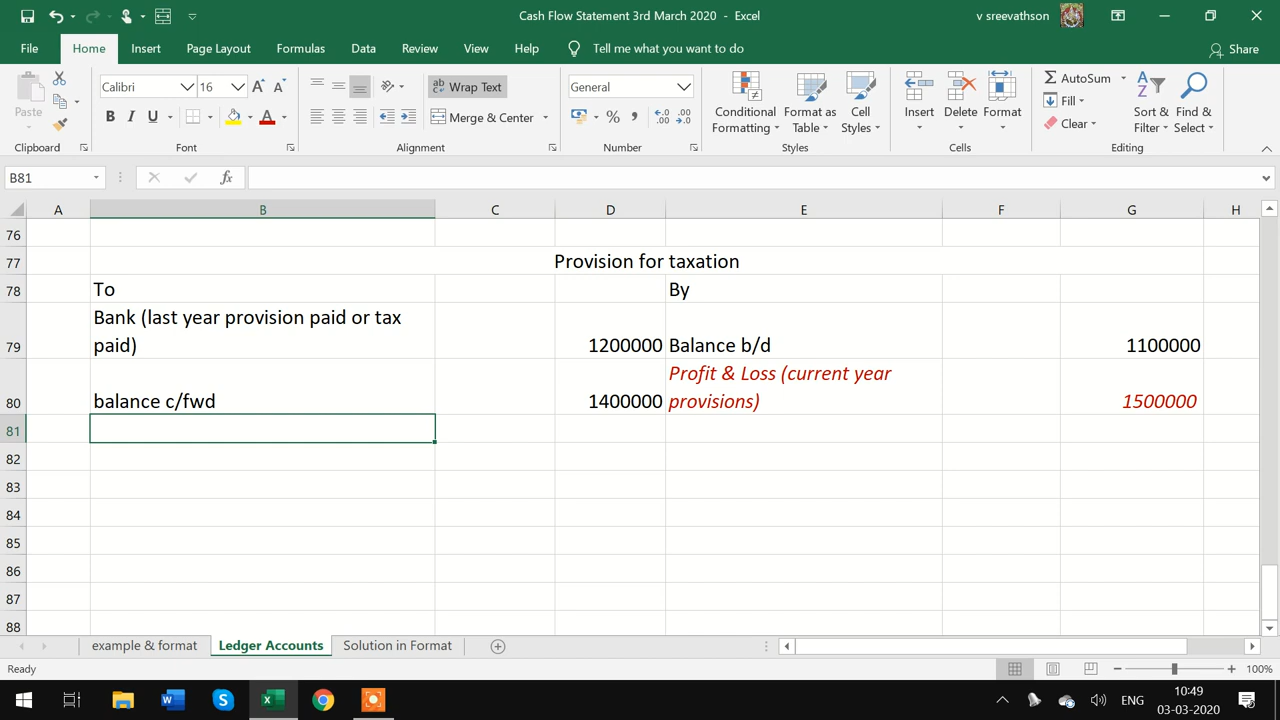 Cash Flow Statement 3rd March 2020 - Excel
v sreevathson
File Home Insert Page Layout Formulas Data Review View Help Tell me what you want to do Share
Paste
Calibri 16
B I U A
Wrap Text
Merge & Center
General
% ,
Conditional Formatting
Format as Table
Cell Styles
Insert Delete Format
AutoSum
Fill
Clear
Sort & Filter
Find & Select
Clipboard Font Alignment Number Styles Cells Editing
B81 fx
A B C D E F G H
76
77 Provision for taxation
78 To By
Bank (last year provision paid or tax
79 paid) 1200000 Balance b/d 1100000
Profit & Loss (current year
80 balance c/fwd 1400000 provisions) 1500000
81
82
83
84
85
86
87
88
example & format Ledger Accounts Solution in Format
Ready 100%
ENG
10:49
03-03-2020